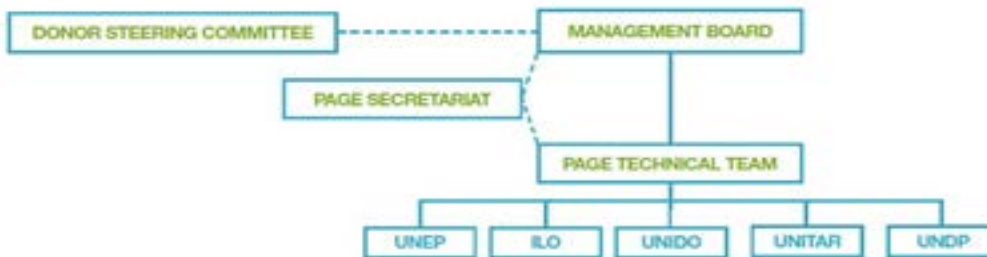 DONOR STEERING COMMITTEE
MANAGEMENT BOARD
PAGE SECRETARIAT
PAGE TECHNICAL TEAM
UNEP
ILO
UNIDO
UNITAR
UNDP